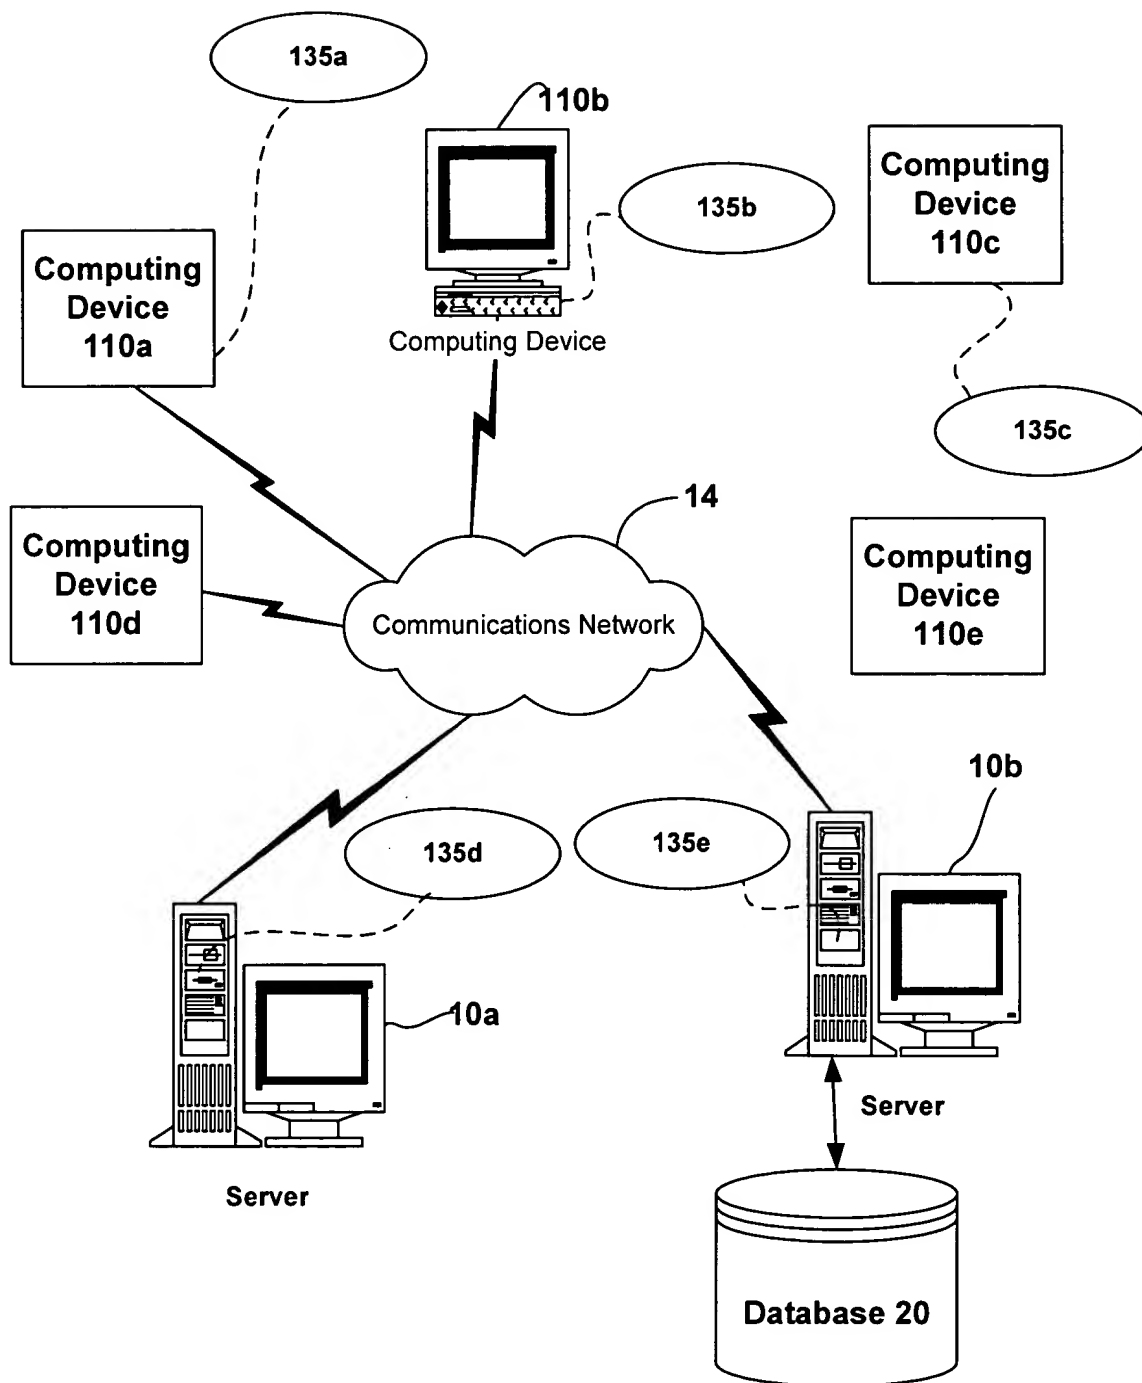 135a
110b
135b
Computing
Device
110c
Computing
Device
110a
Computing Device
135c
14
Computing
Device
110d
Communications Network
Computing
Device
110e
10b
135d
135e
10a
Server
Server
Database 20